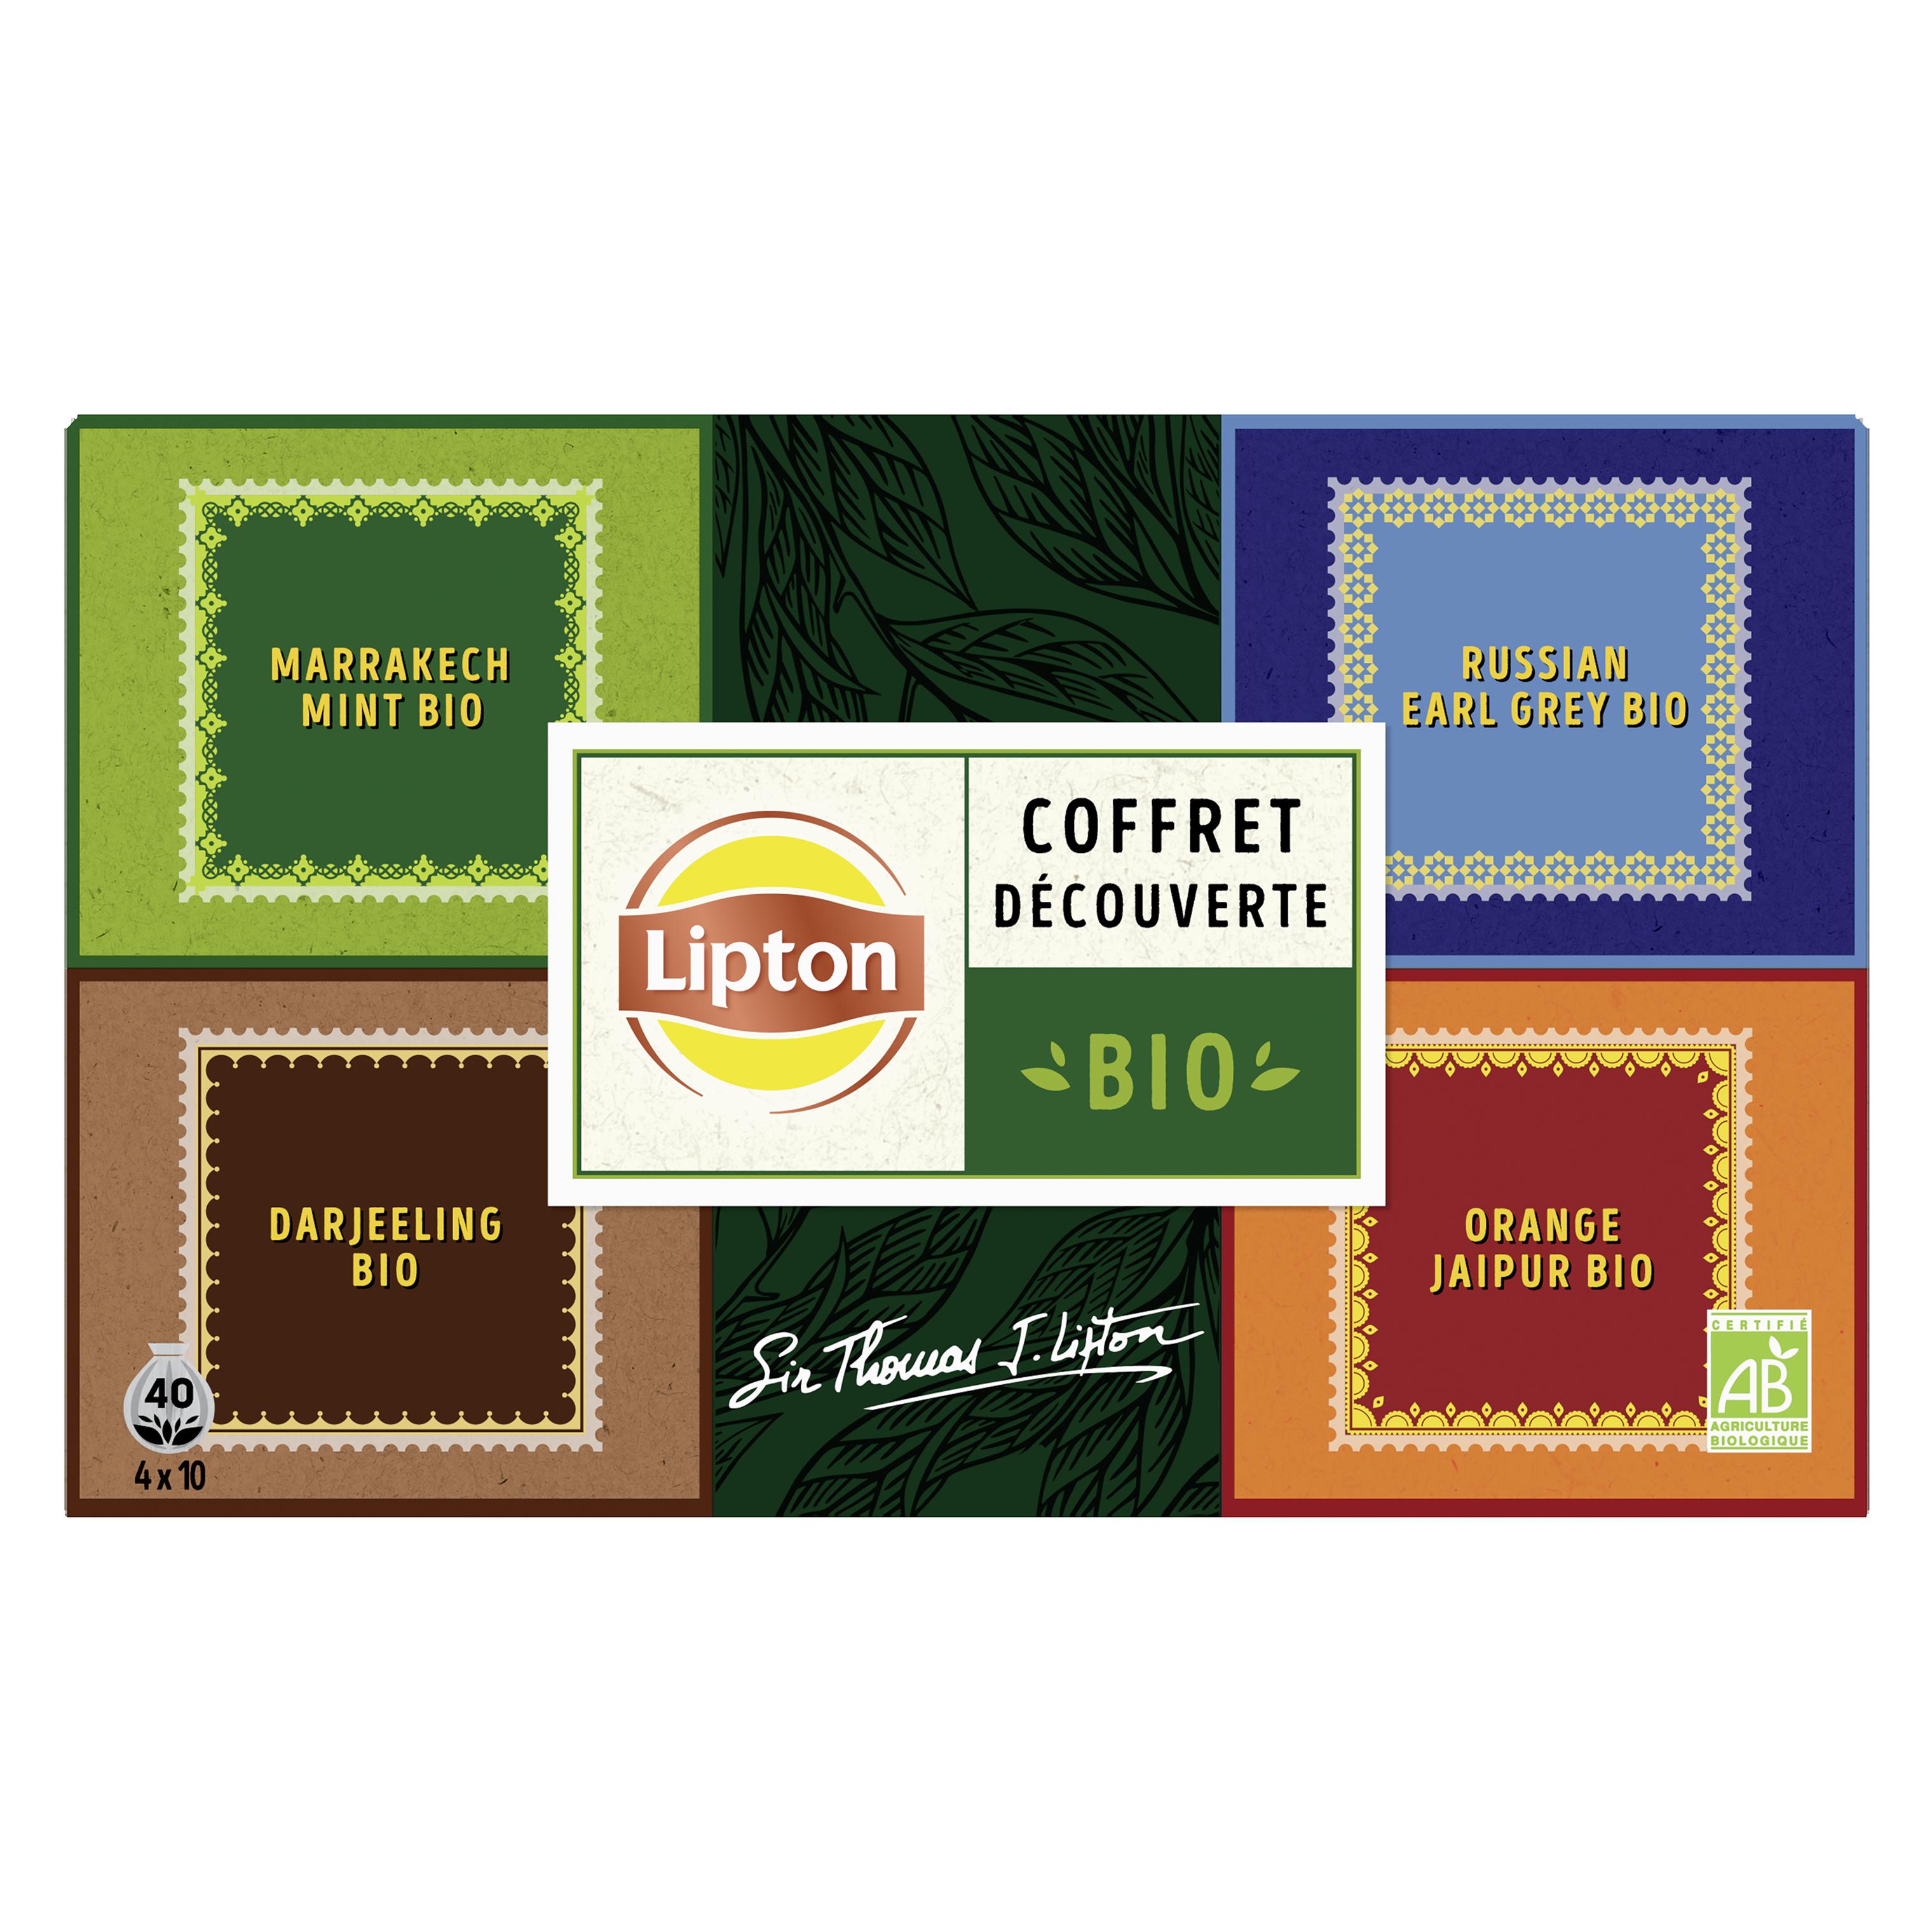 MARRAKECH
MINT BIO
RUSSIAN
EARL GREY BIO
Lipton
COFFRET
DÉCOUVERTE
BIO
DARJEELING
BIO
ORANGE
JAIPUR BIO
Sir Thomas J. Lipton
40
4 x 10
CERTIFIÉ
AB
AGRICULTURE
BIOLOGIQUE